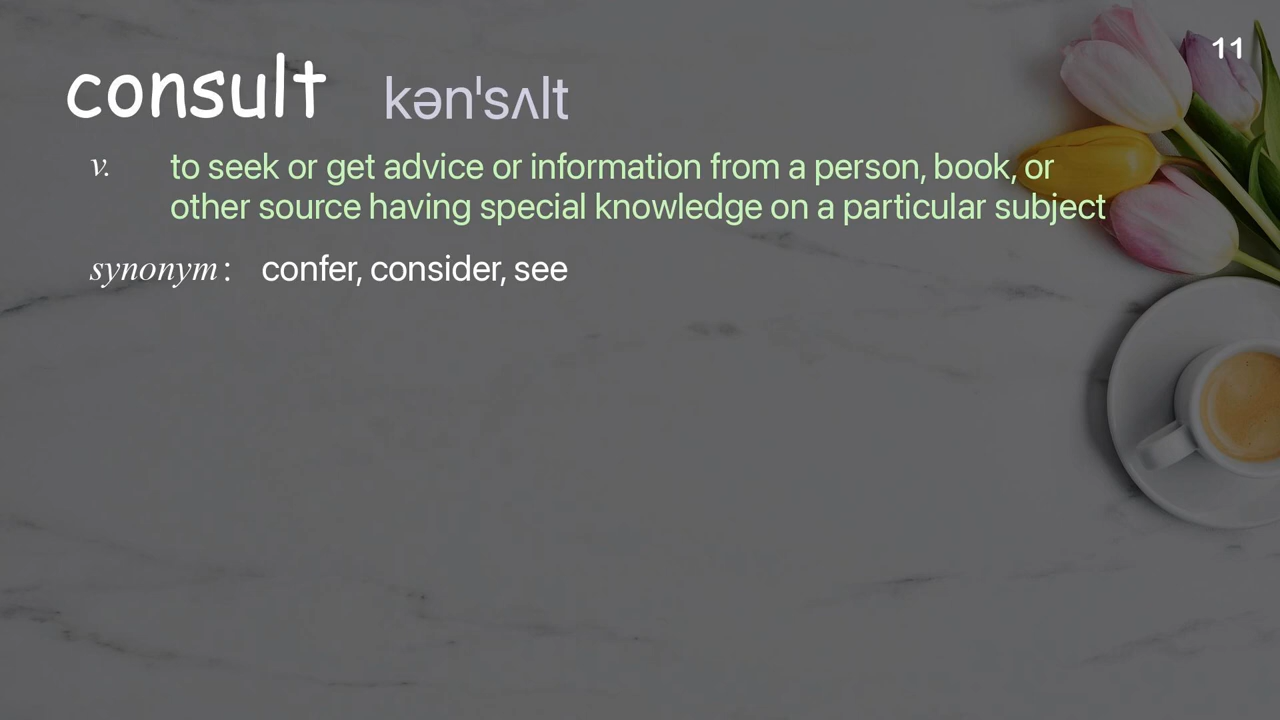 11
consult kən'sʌlt
v. to seek or get advice or information from a person, book, or
other source having special knowledge on a particular subject
synonym: confer, consider, see